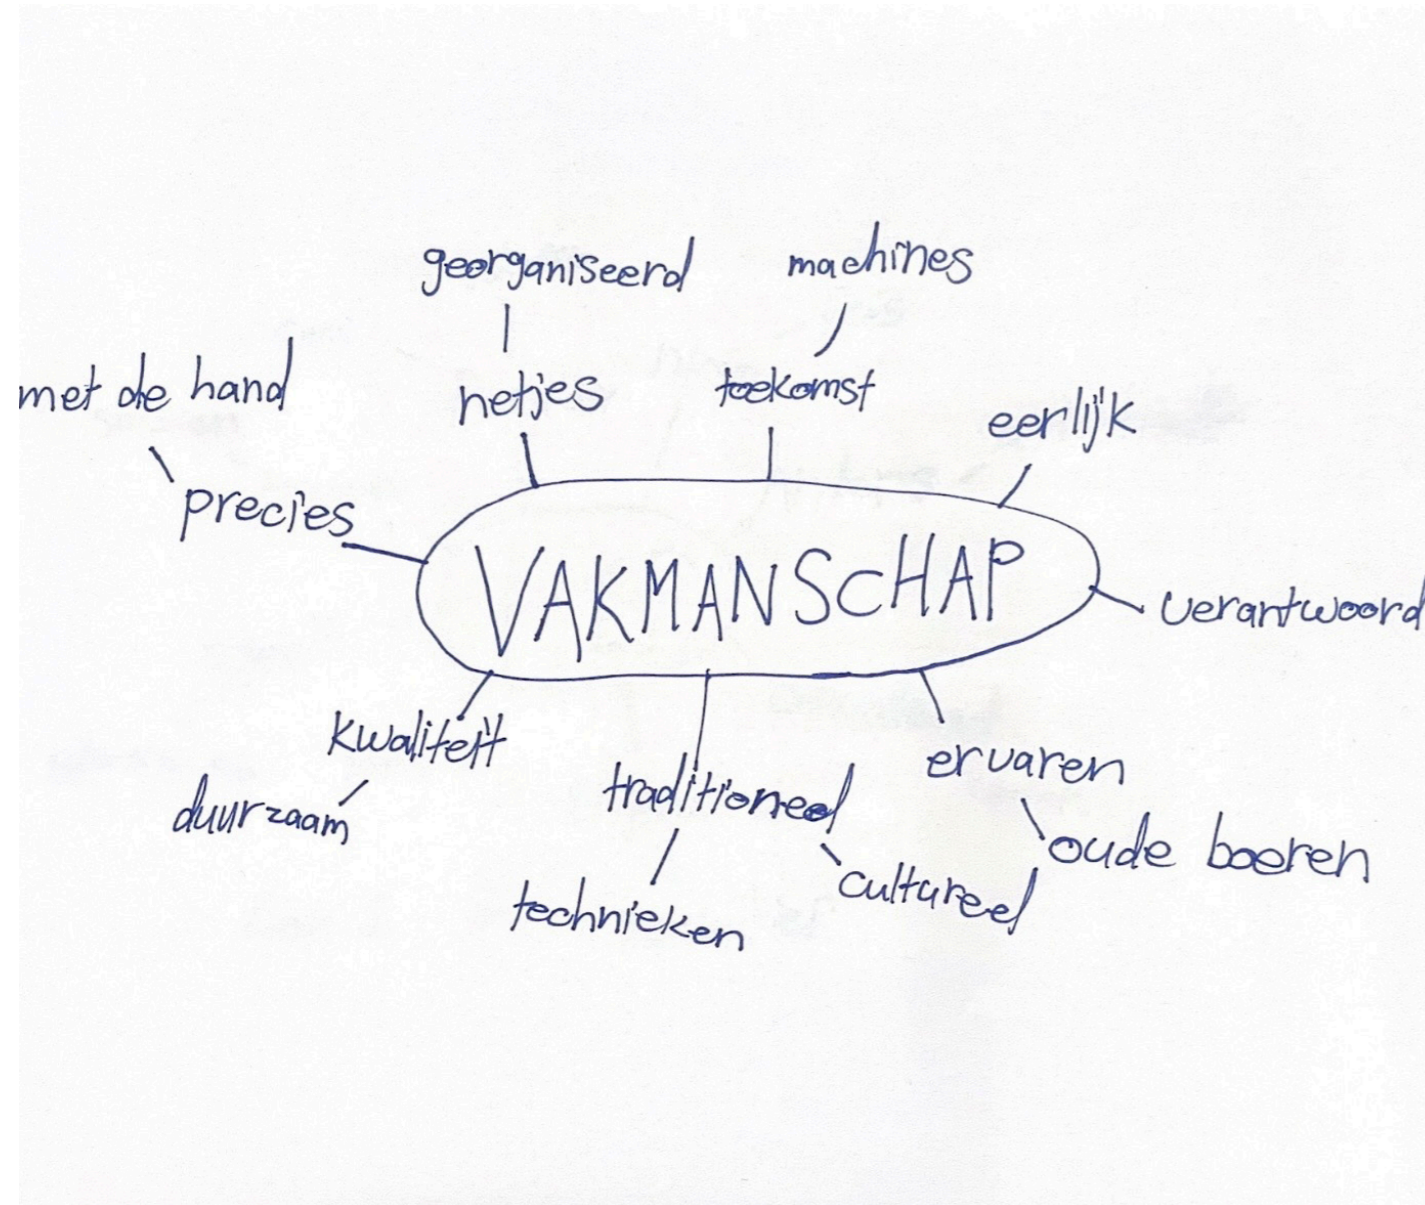 georganiseerd
machines
met de hand
netjes
toekomst
eerlijk
precies
VAKMANSCHAP
verantwoord
kwaliteit
duurzaam
traditioneel
ervaren
oude boeren
cultureel
technieken